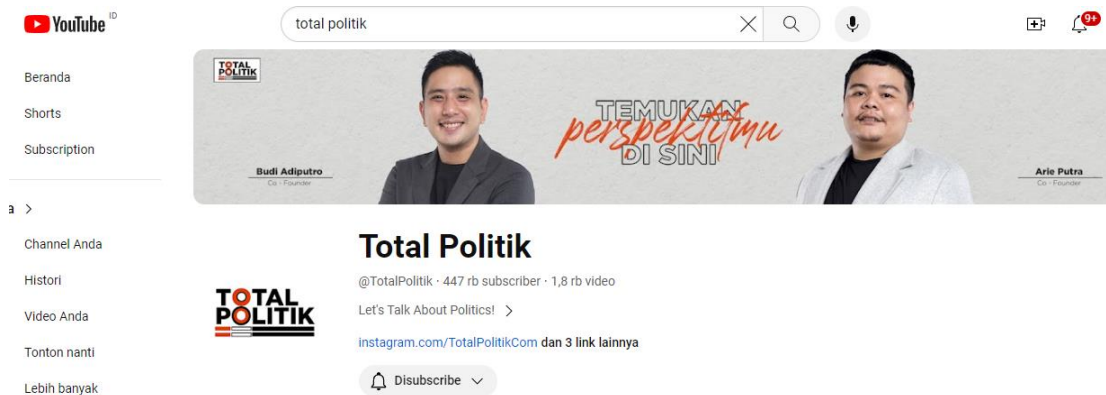 YouTube ID
total politik
9+
Beranda
Shorts
Subscription
a >
Channel Anda
Histori
Video Anda
Tonton nanti
Lebih banyak
TOTAL
POLITIK
TEMUKAN
perspektifmu
DI SINI
Budi Adiputro
Co - Founder
Arie Putra
Co - Founder
TOTAL
POLITIK
Total Politik
@TotalPolitik · 447 rb subscriber · 1,8 rb video
Let's Talk About Politics! >
instagram.com/TotalPolitikCom dan 3 link lainnya
Disubscribe